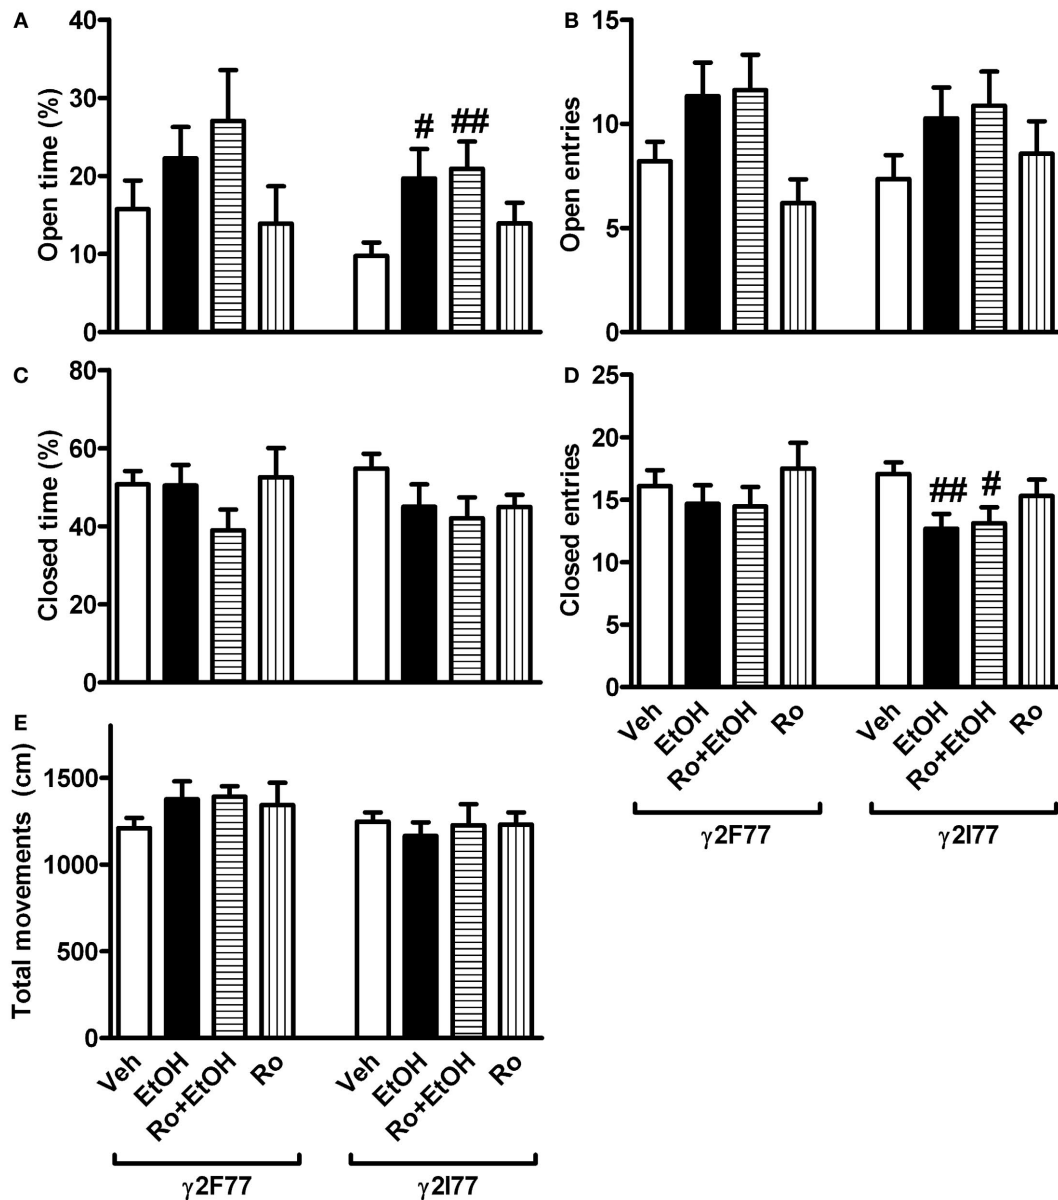 A
Open time (%)
40
30
20
10
0
#
##
B
Open entries
15
10
5
0
C
Closed time (%)
80
60
40
20
0
D
Closed entries
25
20
15
10
5
0
##
#
Veh
EtOH
Ro+EtOH
Ro
Veh
EtOH
Ro+EtOH
Ro
γ2F77
γ2I77
E
Total movements (cm)
1500
1000
500
0
Veh
EtOH
Ro+EtOH
Ro
Veh
EtOH
Ro+EtOH
Ro
γ2F77
γ2I77